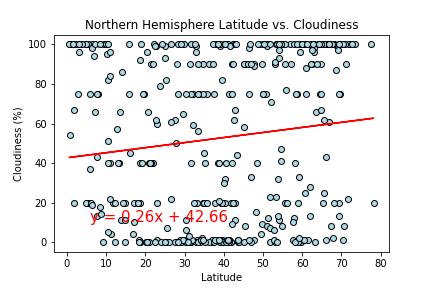 Northern Hemisphere Latitude vs. Cloudiness
Cloudiness (%)
100
80
60
40
20
0
y = 0.26x + 42.66
0 10 20 30 40 50 60 70 80
Latitude